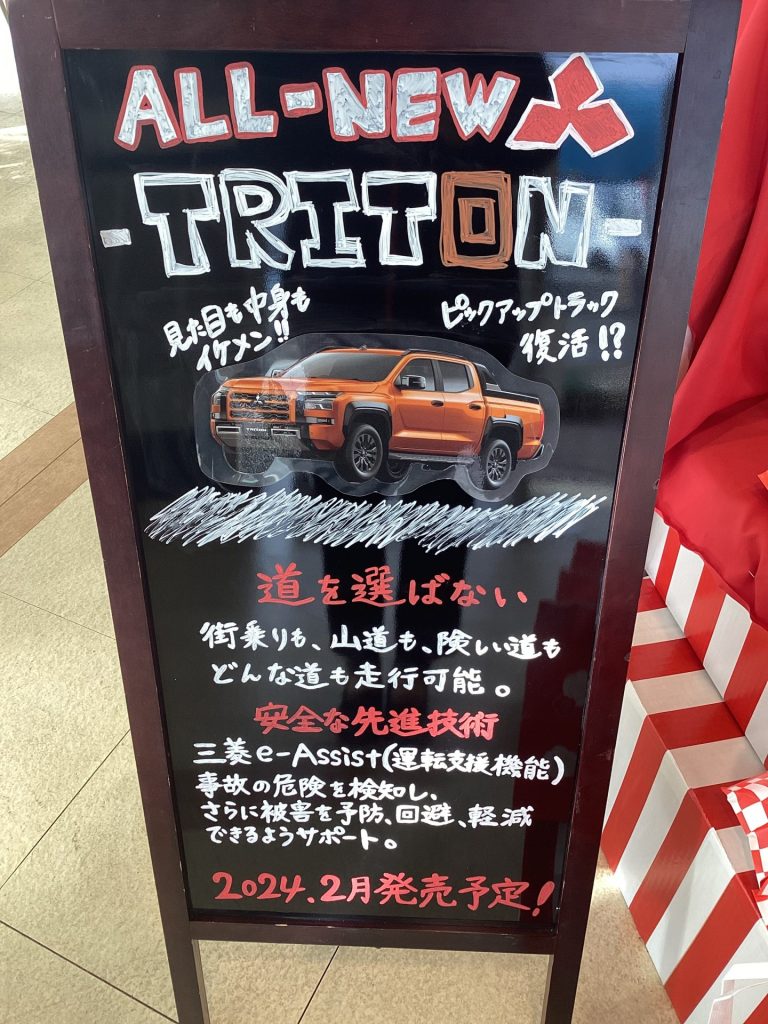 ALL-NEW
-TRITON-
見た目も中身も
イケメン!!
ピックアップトラック
復活!?
道を選ばない
街乗りも、山道も、険い道も
どんな道も走行可能。
安全な先進技術
三菱e-Assist(運転支援機能)
事故の危険を検知し、
さらに被害を予防、回避、軽減
できるようサポート。
2024.2月発売予定!